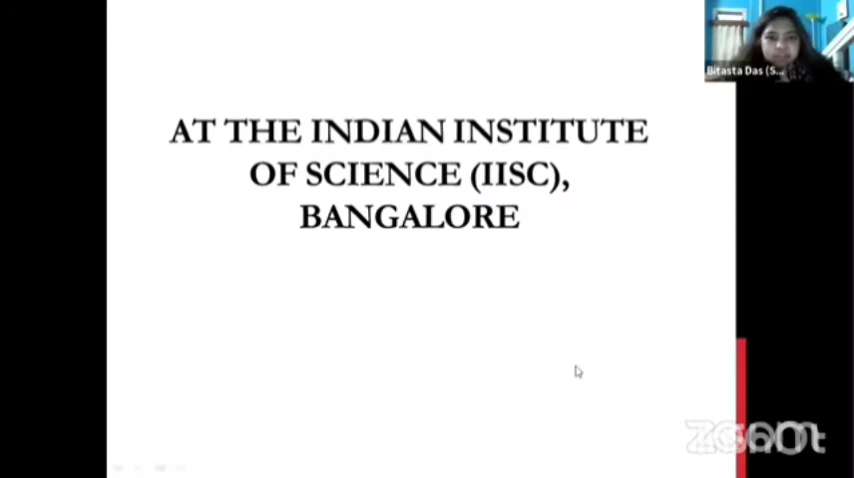 AT THE INDIAN INSTITUTE
OF SCIENCE (IISC),
BANGALORE
Bitasta Das (S...
zoom